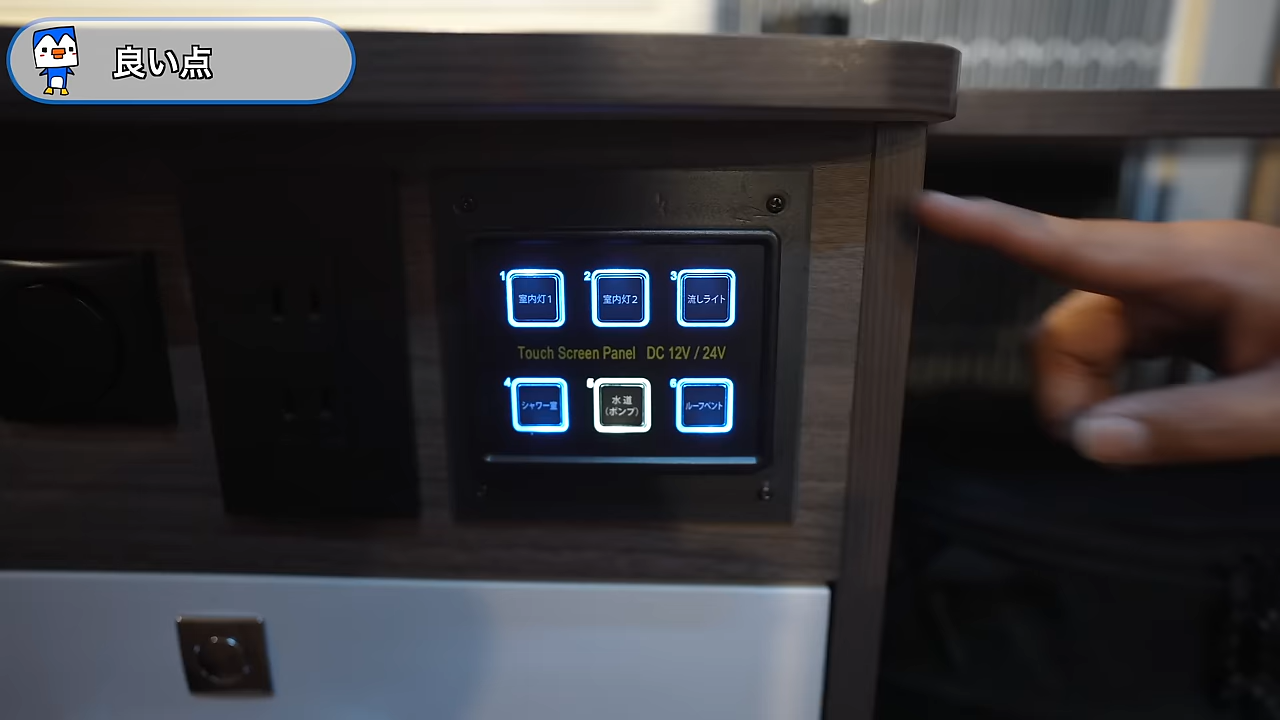 良い点
1 2 3
室内灯1 室内灯2 流しライト
Touch Screen Panel DC 12V / 24V
4 5 6
シャワー室 水道 ルーフベント
(ポンプ)